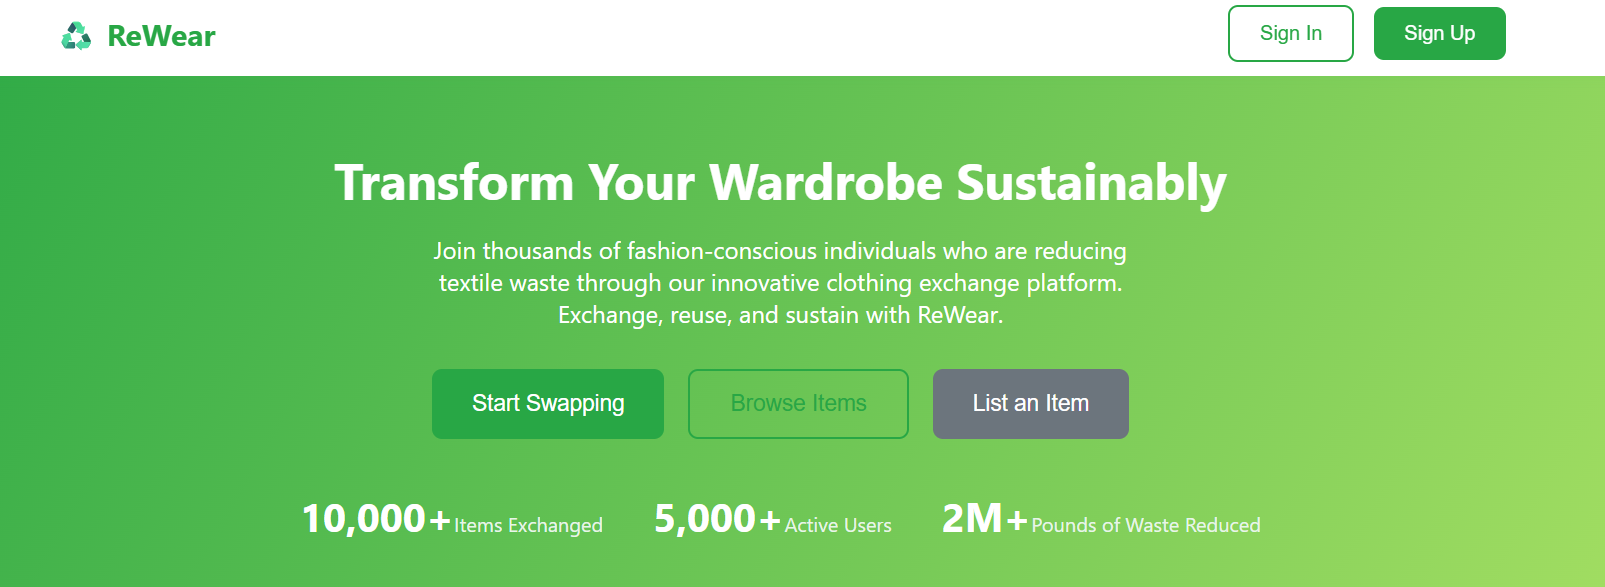 ReWear
Sign In
Sign Up
Transform Your Wardrobe Sustainably
Join thousands of fashion-conscious individuals who are reducing
textile waste through our innovative clothing exchange platform.
Exchange, reuse, and sustain with ReWear.
Start Swapping
Browse Items
List an Item
10,000+ Items Exchanged
5,000+ Active Users
2M+ Pounds of Waste Reduced